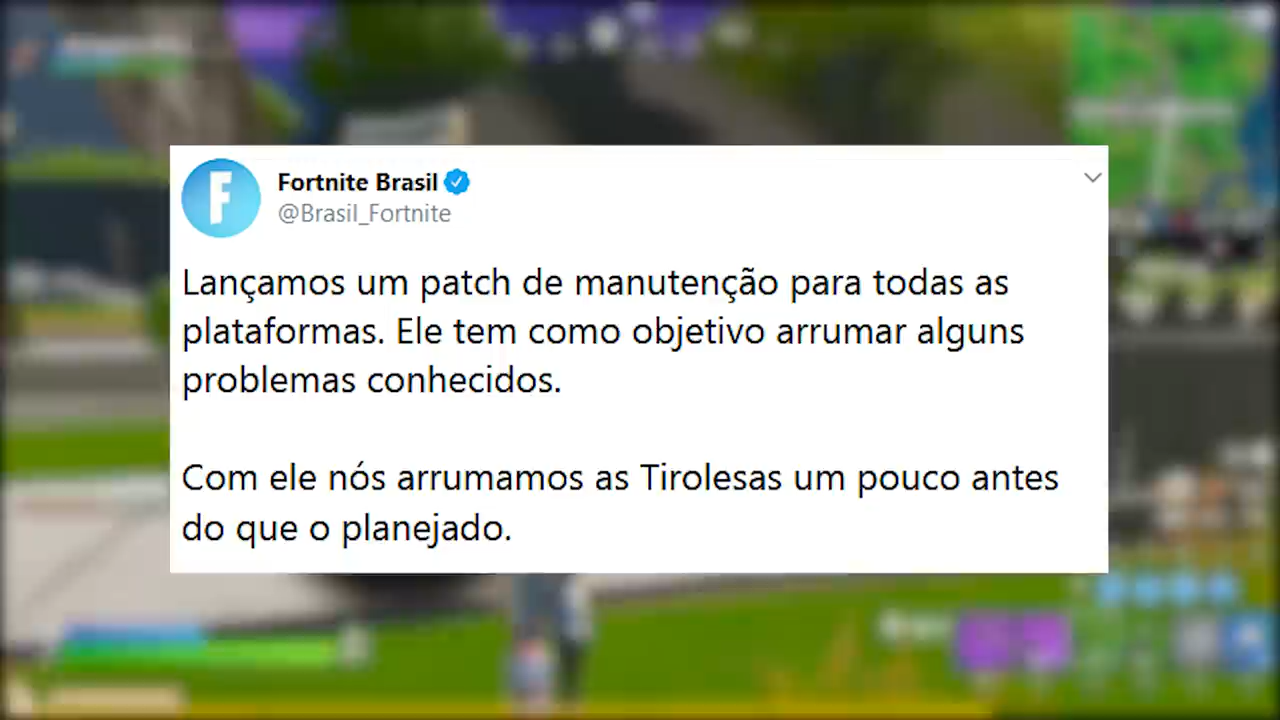 Fortnite Brasil
@Brasil_Fortnite
Lançamos um patch de manutenção para todas as
plataformas. Ele tem como objetivo arrumar alguns
problemas conhecidos.
Com ele nós arrumamos as Tirolesas um pouco antes
do que o planejado.